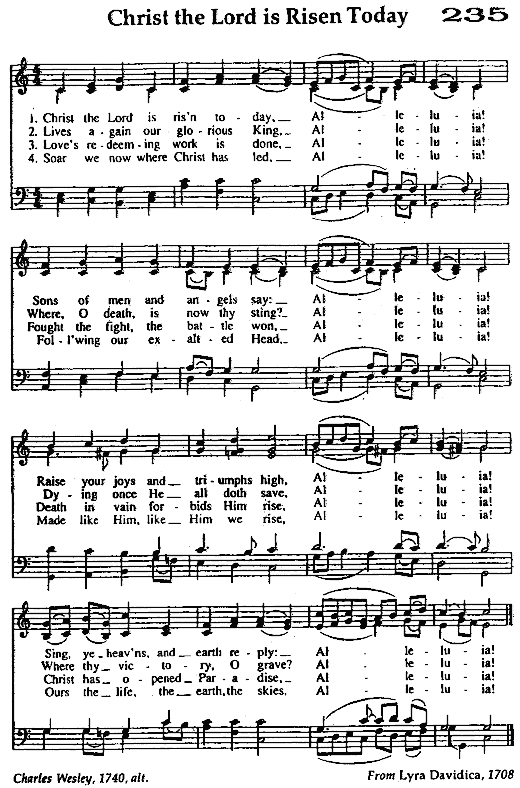 Christ the Lord is Risen Today 235
1. Christ the Lord is ris'n to - day, Al - le - lu - ia!
2. Lives a - gain our glo - rious King, Al - le - lu - ia!
3. Love's re - deem - ing work is done, Al - le - lu - ia!
4. Soar we now where Christ has led, Al - le - lu - ia!
Sons of men and an - gels say: Al - le - lu - ia!
Where, O death, is now thy sting? Al - le - lu - ia!
Fought the fight, the bat - tle won, Al - le - lu - ia!
Fol - l'wing our ex - alt - ed Head, Al - le - lu - ia!
Raise your joys and tri - umphs high, Al - le - lu - ia!
Dy - ing once He all doth save, Al - le - lu - ia!
Death in vain for - bids Him rise, Al - le - lu - ia!
Made like Him, like Him we rise, Al - le - lu - ia!
Sing, ye heav'ns, and earth re - ply: Al - le - lu - ia!
Where thy vic - to - ry, O grave? Al - le - lu - ia!
Christ has o - pened Par - a - dise, Al - le - lu - ia!
Ours the life, the earth, the skies, Al - le - lu - ia!
Charles Wesley, 1740, alt. From Lyra Davidica, 1708